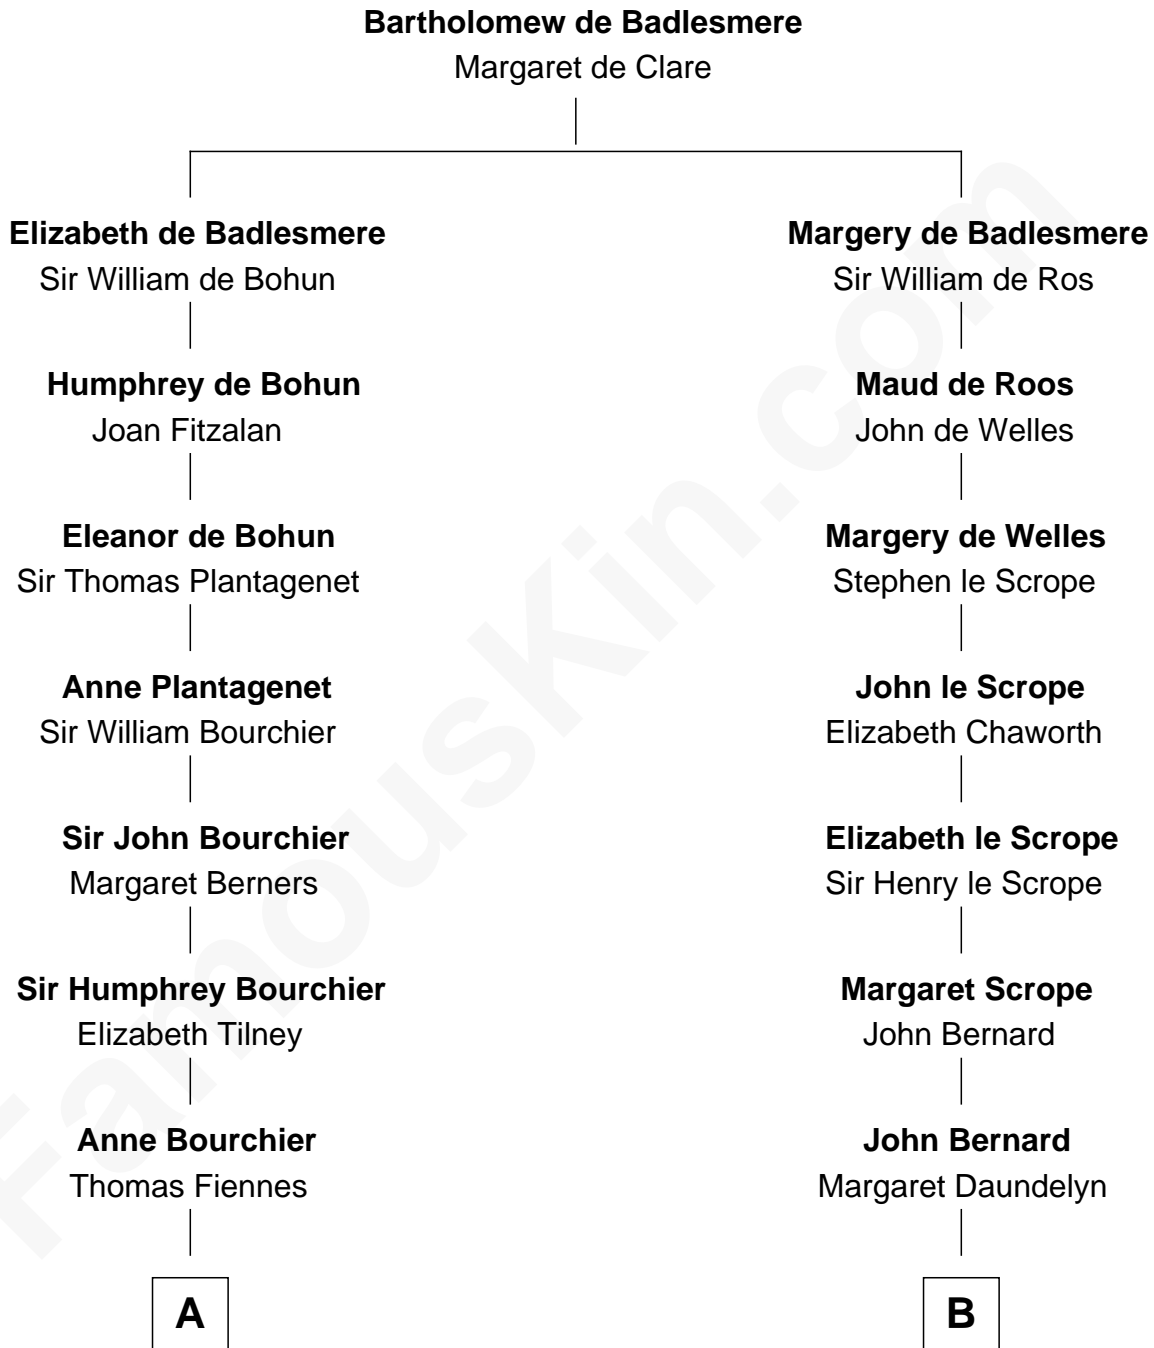 Bartholomew de Badlesmere
Margaret de Clare
Elizabeth de Badlesmere
Sir William de Bohun
Humphrey de Bohun
Joan Fitzalan
Eleanor de Bohun
Sir Thomas Plantagenet
Anne Plantagenet
Sir William Bourchier
Sir John Bourchier
Margaret Berners
Sir Humphrey Bourchier
Elizabeth Tilney
Anne Bourchier
Thomas Fiennes
A
Margery de Badlesmere
Sir William de Ros
Maud de Roos
John de Welles
Margery de Welles
Stephen le Scrope
John le Scrope
Elizabeth Chaworth
Elizabeth le Scrope
Sir Henry le Scrope
Margaret Scrope
John Bernard
John Bernard
Margaret Daundelyn
B
FamousKin.com